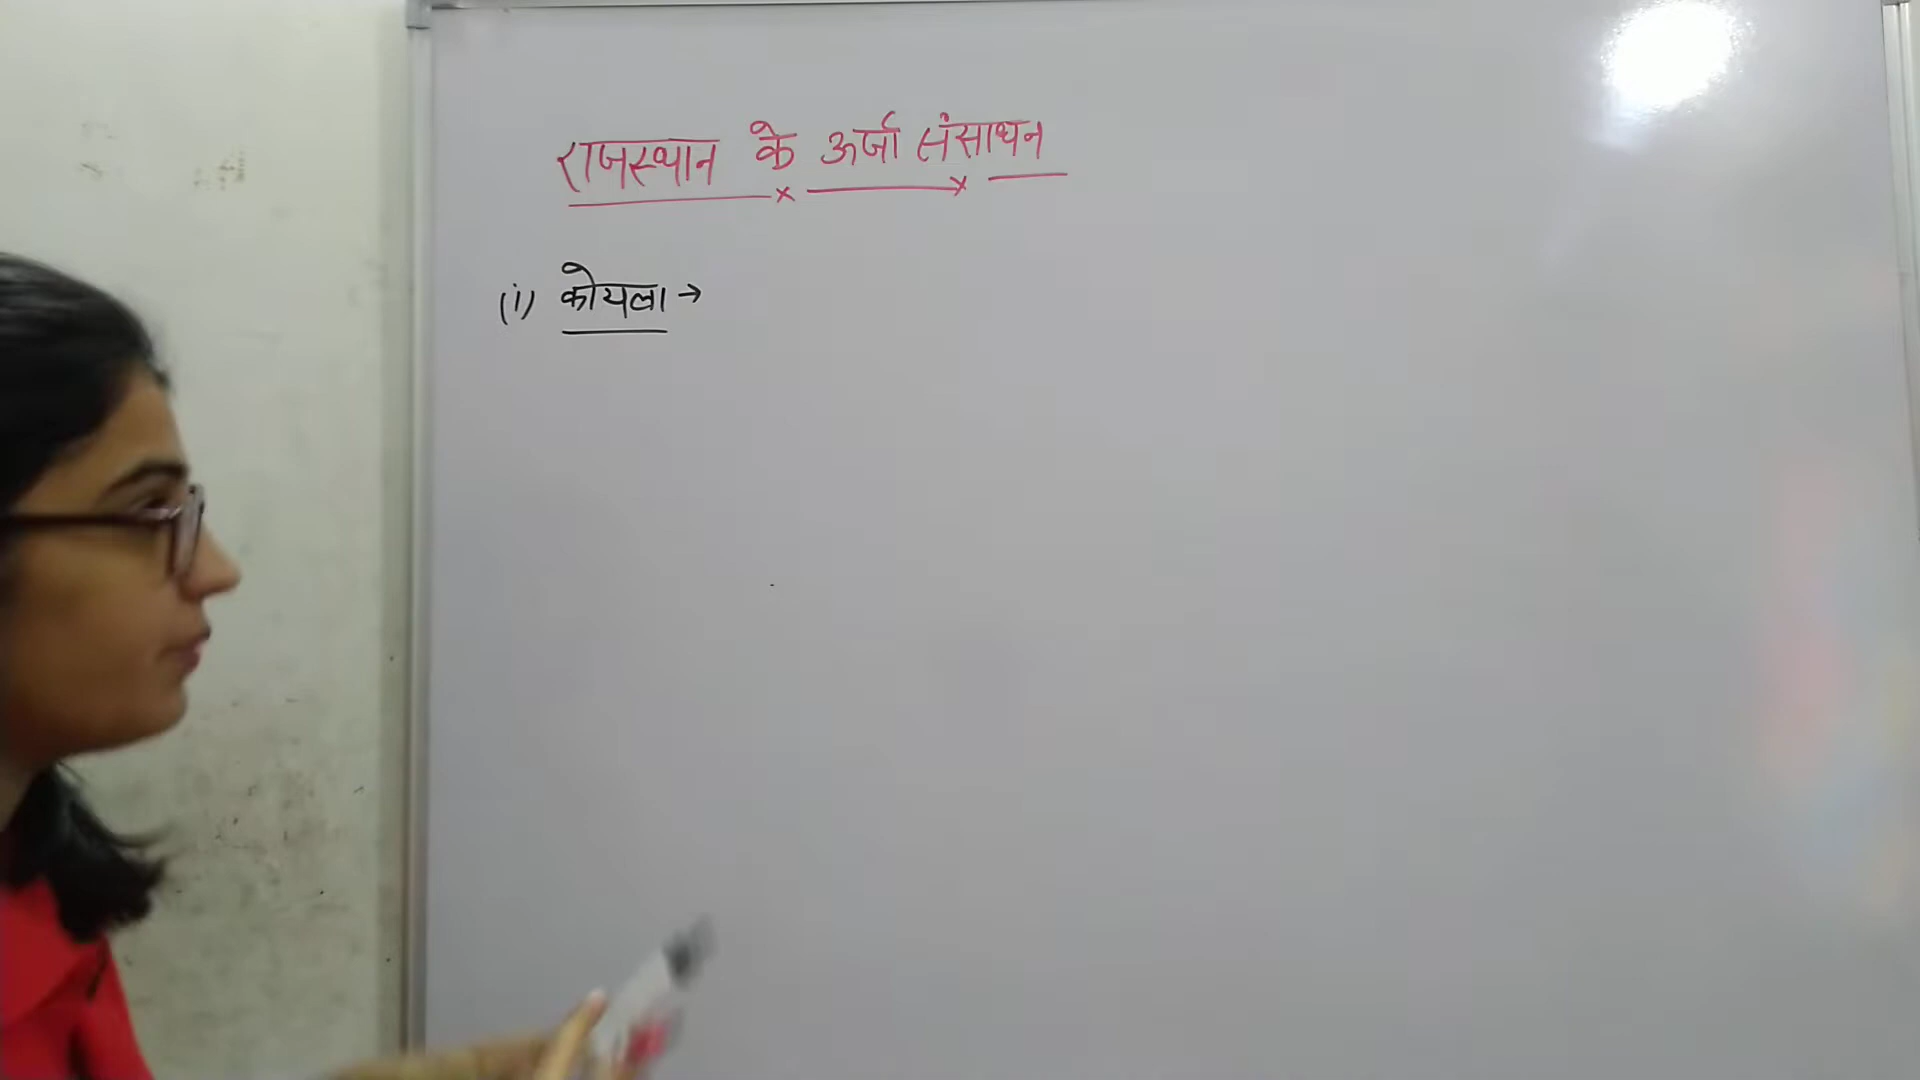 राजस्थान के ऊर्जा संसाधन
(i) कोयला →